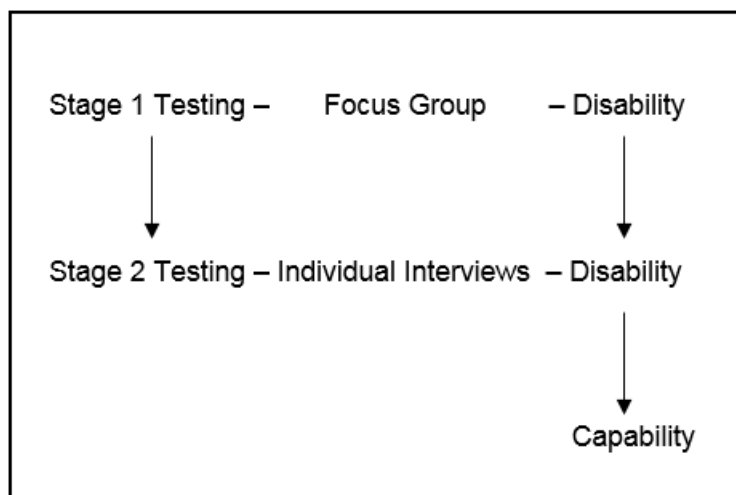 Stage 1 Testing – Focus Group – Disability
Stage 2 Testing – Individual Interviews – Disability
Capability